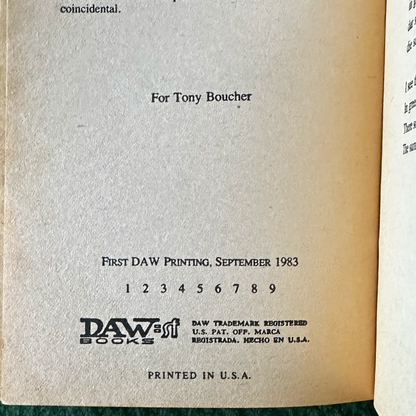 coincidental.
For Tony Boucher
FIRST DAW PRINTING, SEPTEMBER 1983
1 2 3 4 5 6 7 8 9
DAW=sf
BOOKS
DAW TRADEMARK REGISTERED
U.S. PAT. OFF. MARCA
REGISTRADA. HECHO EN U.S.A.
PRINTED IN U.S.A.